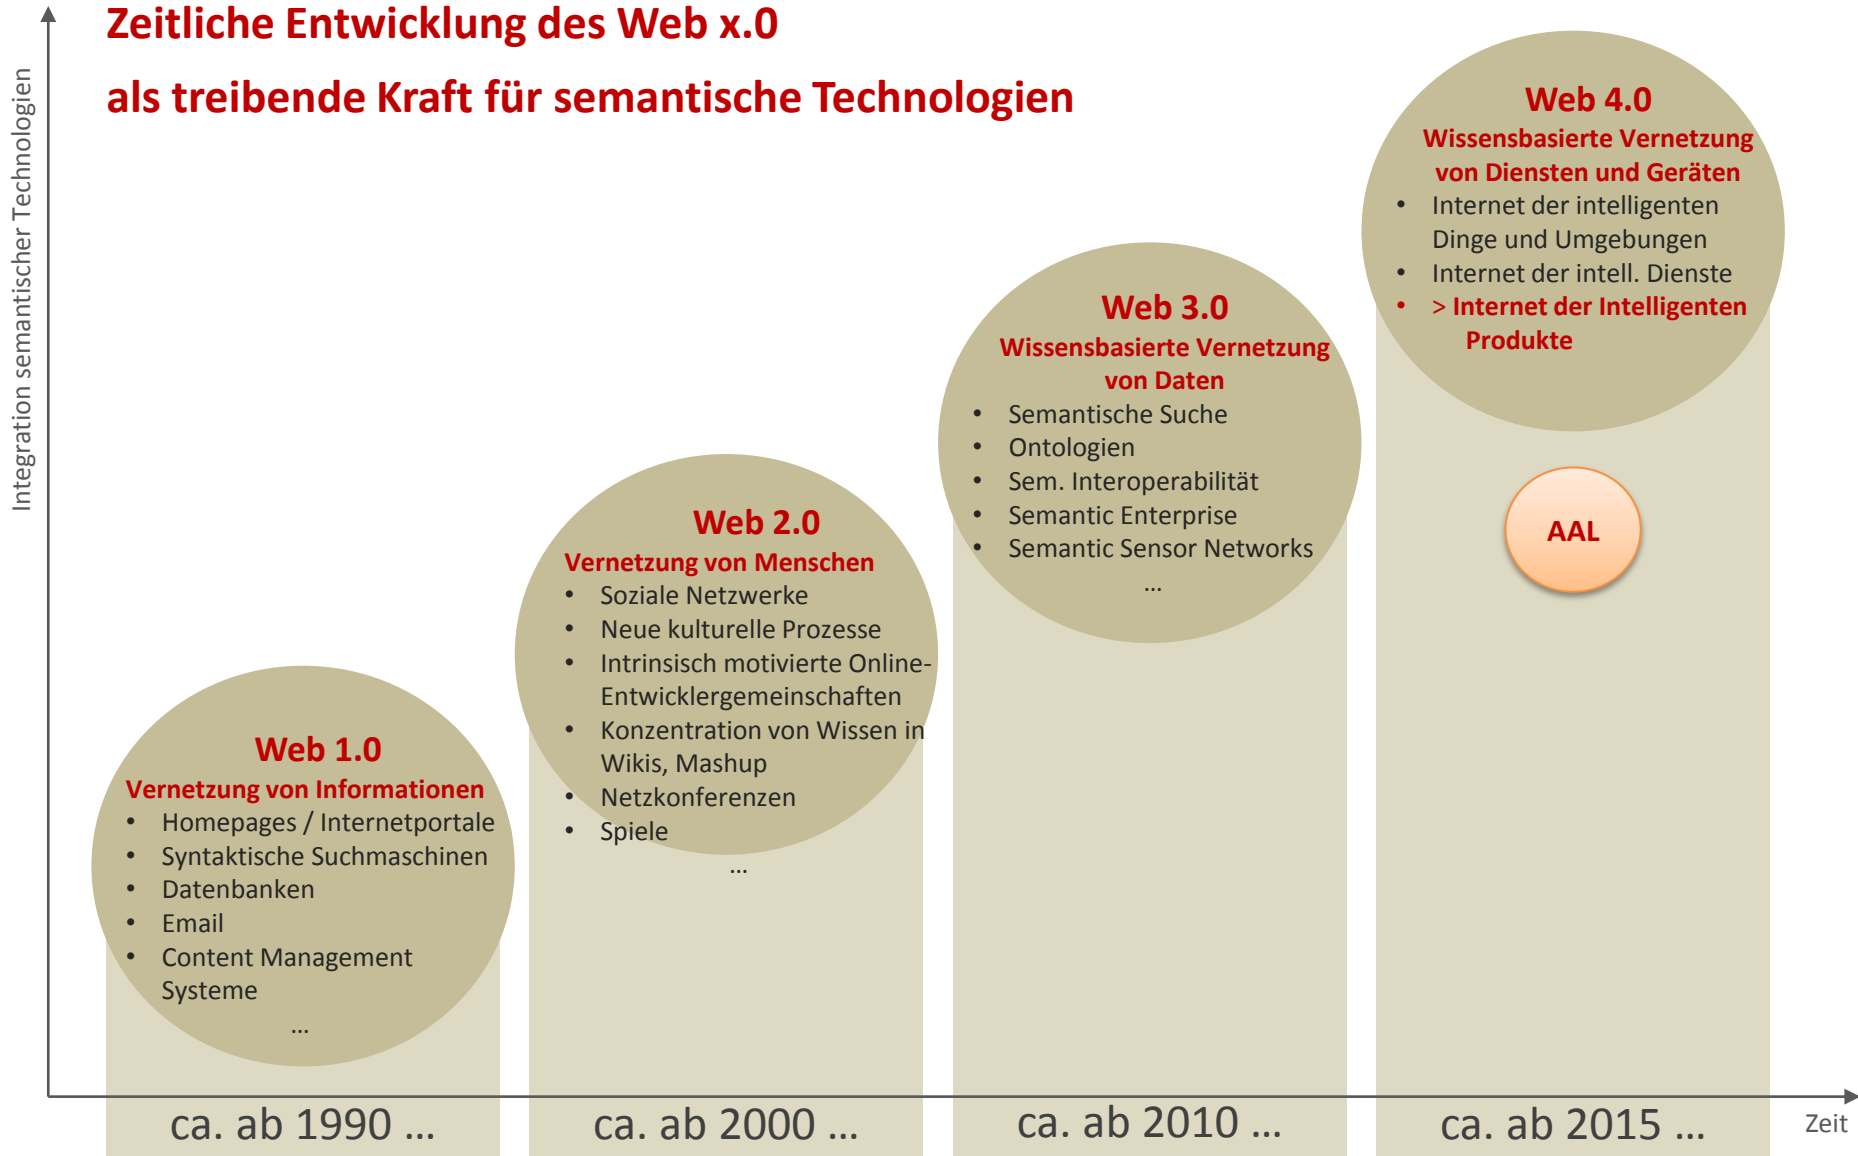 Zeitliche Entwicklung des Web x.0
als treibende Kraft für semantische Technologien
Integration semantischer Technologien
Web 1.0
Vernetzung von Informationen
• Homepages / Internetportale
• Syntaktische Suchmaschinen
• Datenbanken
• Email
• Content Management
Systeme
...
Web 2.0
Vernetzung von Menschen
• Soziale Netzwerke
• Neue kulturelle Prozesse
• Intrinsisch motivierte Online-
Entwicklergemeinschaften
• Konzentration von Wissen in
Wikis, Mashup
• Netzkonferenzen
• Spiele
...
Web 3.0
Wissensbasierte Vernetzung
von Daten
• Semantische Suche
• Ontologien
• Sem. Interoperabilität
• Semantic Enterprise
• Semantic Sensor Networks
...
Web 4.0
Wissensbasierte Vernetzung
von Diensten und Geräten
• Internet der intelligenten
Dinge und Umgebungen
• Internet der intell. Dienste
• > Internet der Intelligenten
Produkte
AAL
ca. ab 1990 ...
ca. ab 2000 ...
ca. ab 2010 ...
ca. ab 2015 ...
Zeit